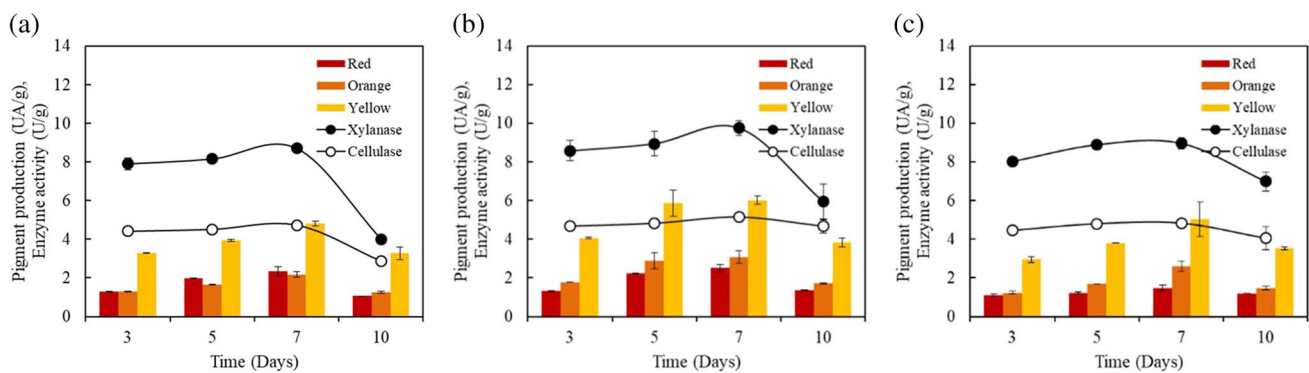 (a)
Pigment production (UA/g),
Enzyme activity (U/g)
14
12
10
8
6
4
2
0
Red
Orange
Yellow
Xylanase
Cellulase
3 5 7 10
Time (Days)
(b)
Pigment production (UA/g),
Enzyme activity (U/g)
14
12
10
8
6
4
2
0
Red
Orange
Yellow
Xylanase
Cellulase
3 5 7 10
Time (Days)
(c)
Pigment production (UA/g),
Enzyme activity (U/g)
14
12
10
8
6
4
2
0
Red
Orange
Yellow
Xylanase
Cellulase
3 5 7 10
Time (Days)